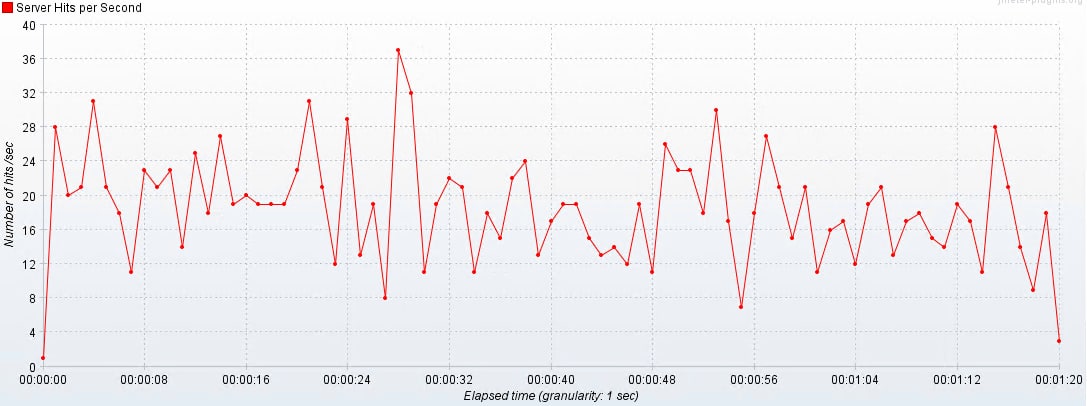 Server Hits per Second
jmeter-plugins.org
40
36
32
28
24
20
16
12
8
4
0
Number of hits/sec
00:00:00 00:00:08 00:00:16 00:00:24 00:00:32 00:00:40 00:00:48 00:00:56 00:01:04 00:01:12 00:01:20
Elapsed time (granularity: 1 sec)